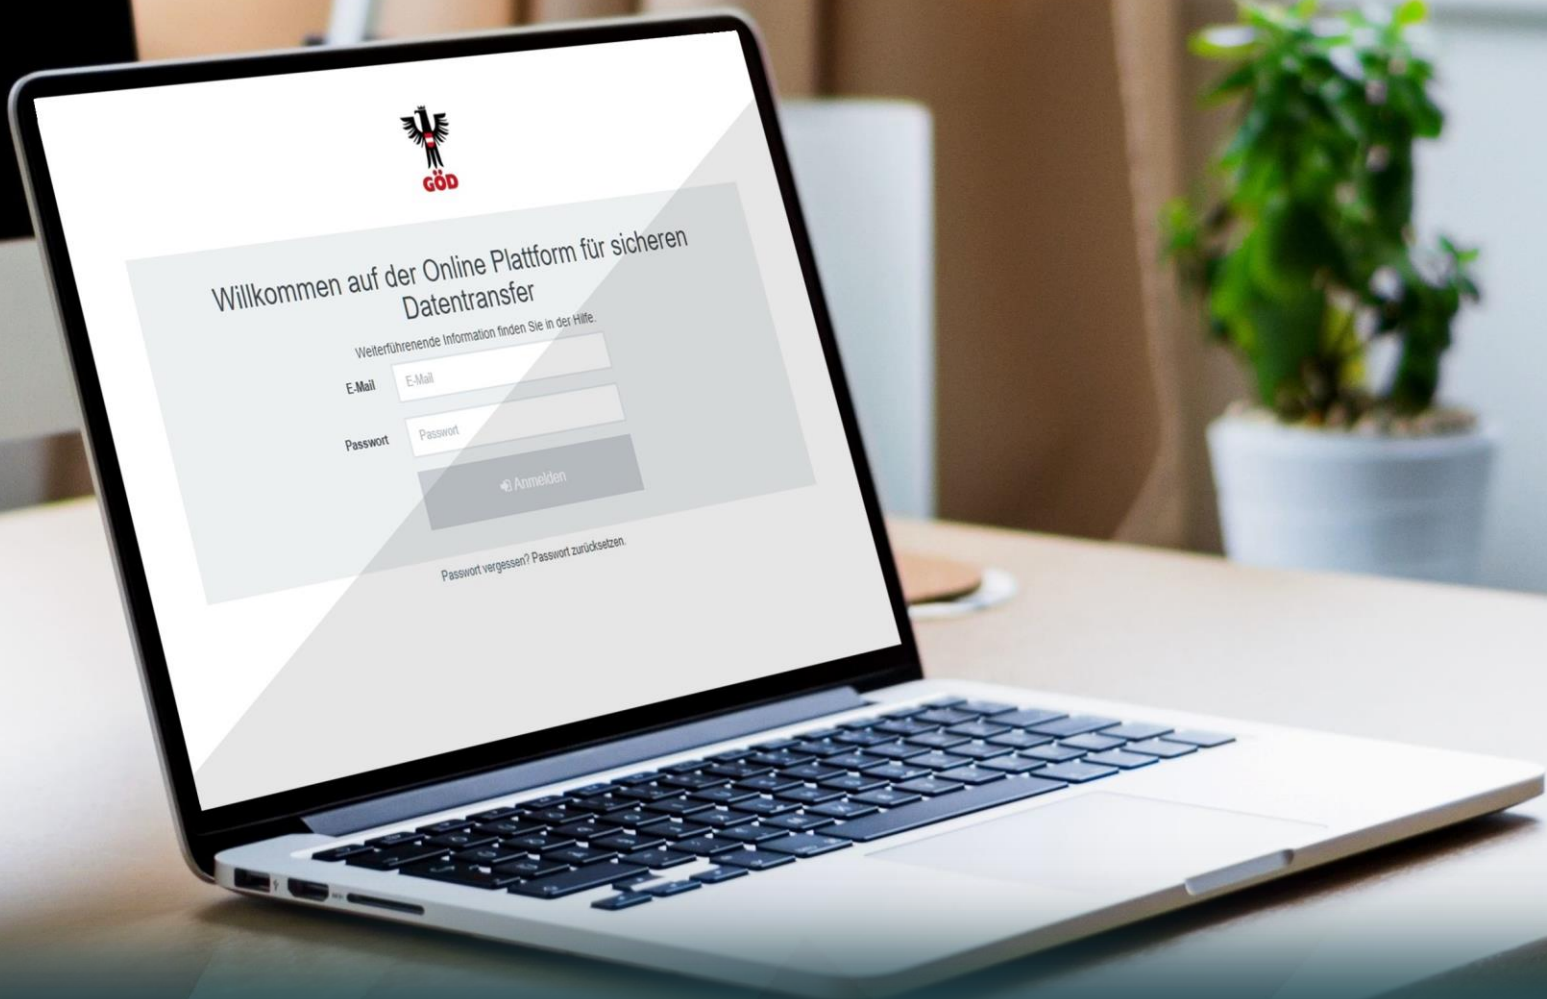 GÖD
Willkommen auf der Online Plattform für sicheren
Datentransfer
Weiterführenende Information finden Sie in der Hilfe.
E-Mail
E-Mail
Passwort
Passwort
Anmelden
Passwort vergessen? Passwort zurücksetzen.